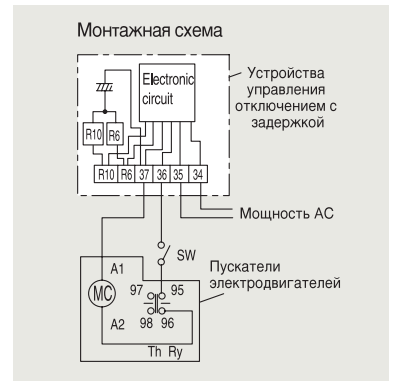 Монтажная схема
Electronic
circuit
Устройства
управления
отключением с
задержкой
R10 R6
R10 R6 37 36 35 34
Мощность AC
SW
A1
97 95
Пускатели
электродвигателей
MC
A2 98 96
Th Ry